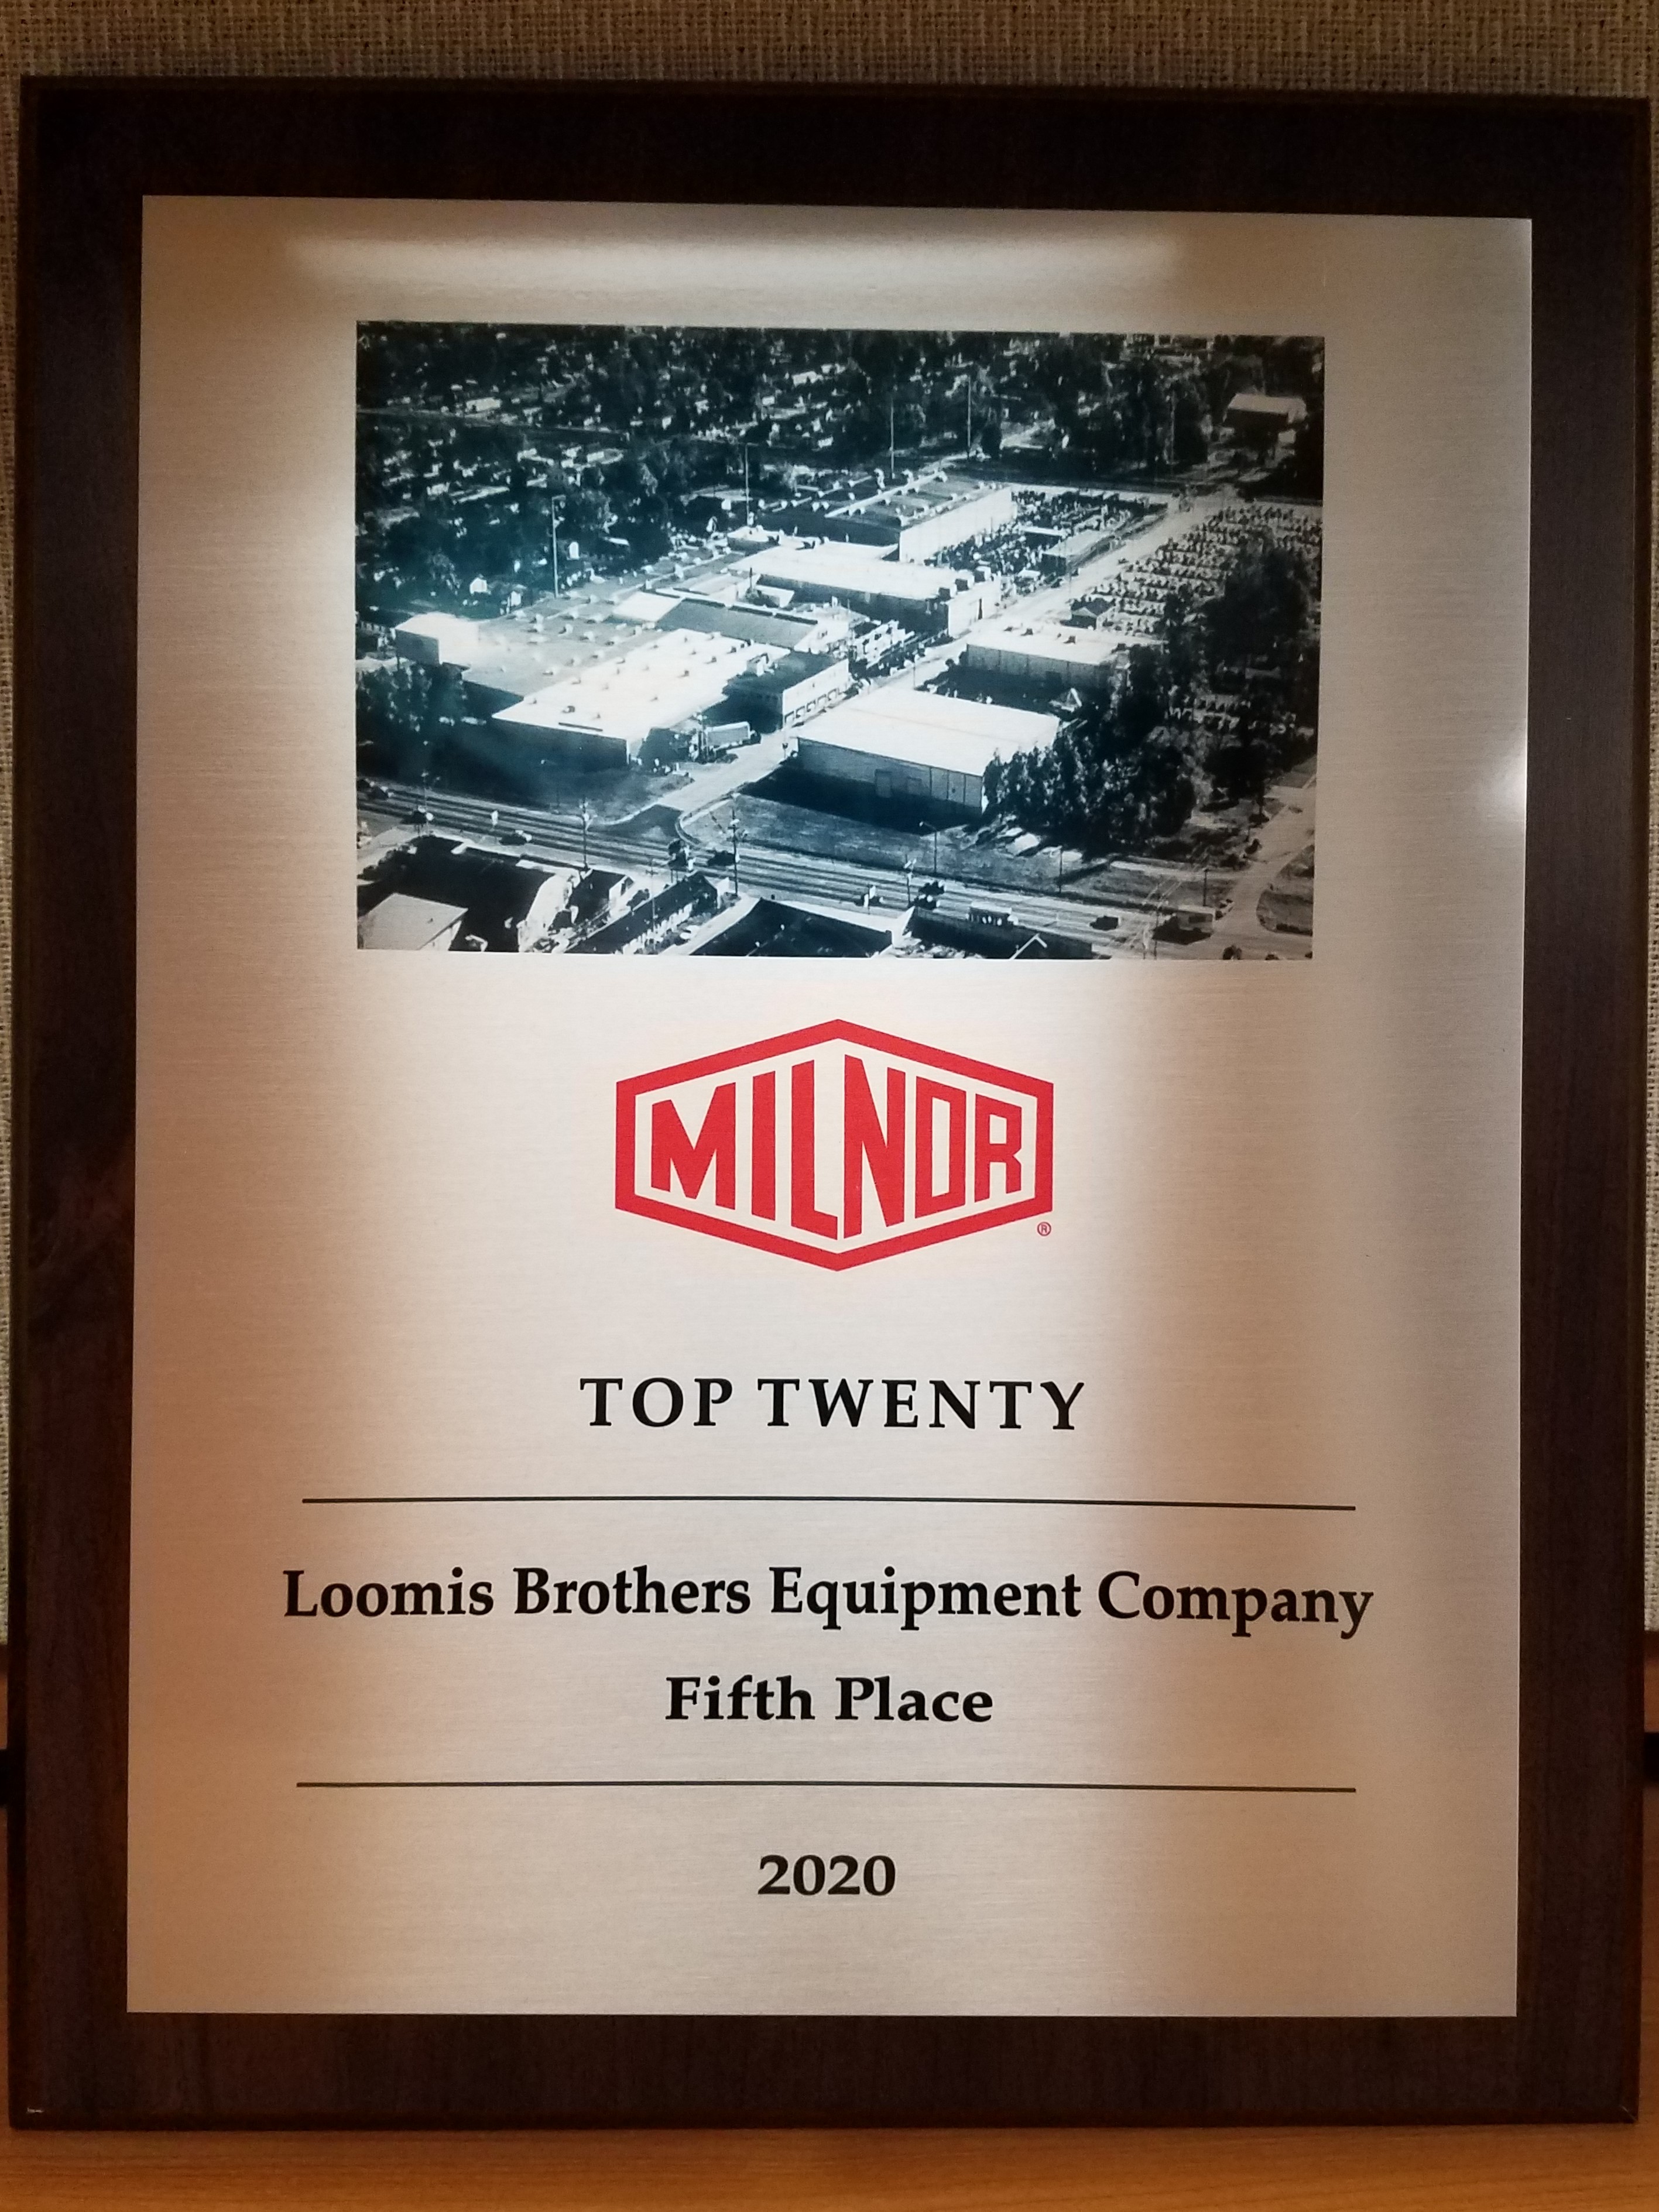 MILNOR
®
TOP TWENTY
Loomis Brothers Equipment Company
Fifth Place
2020